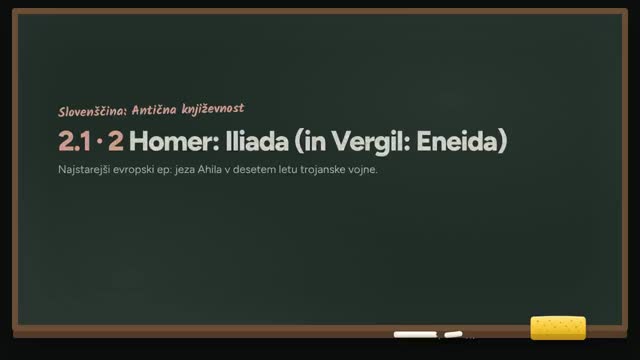 Slovenščina: Antična književnost
2.1 · 2 Homer: Iliada (in Vergil: Eneida)
Najstarejši evropski ep: jeza Ahila v desetem letu trojanske vojne.